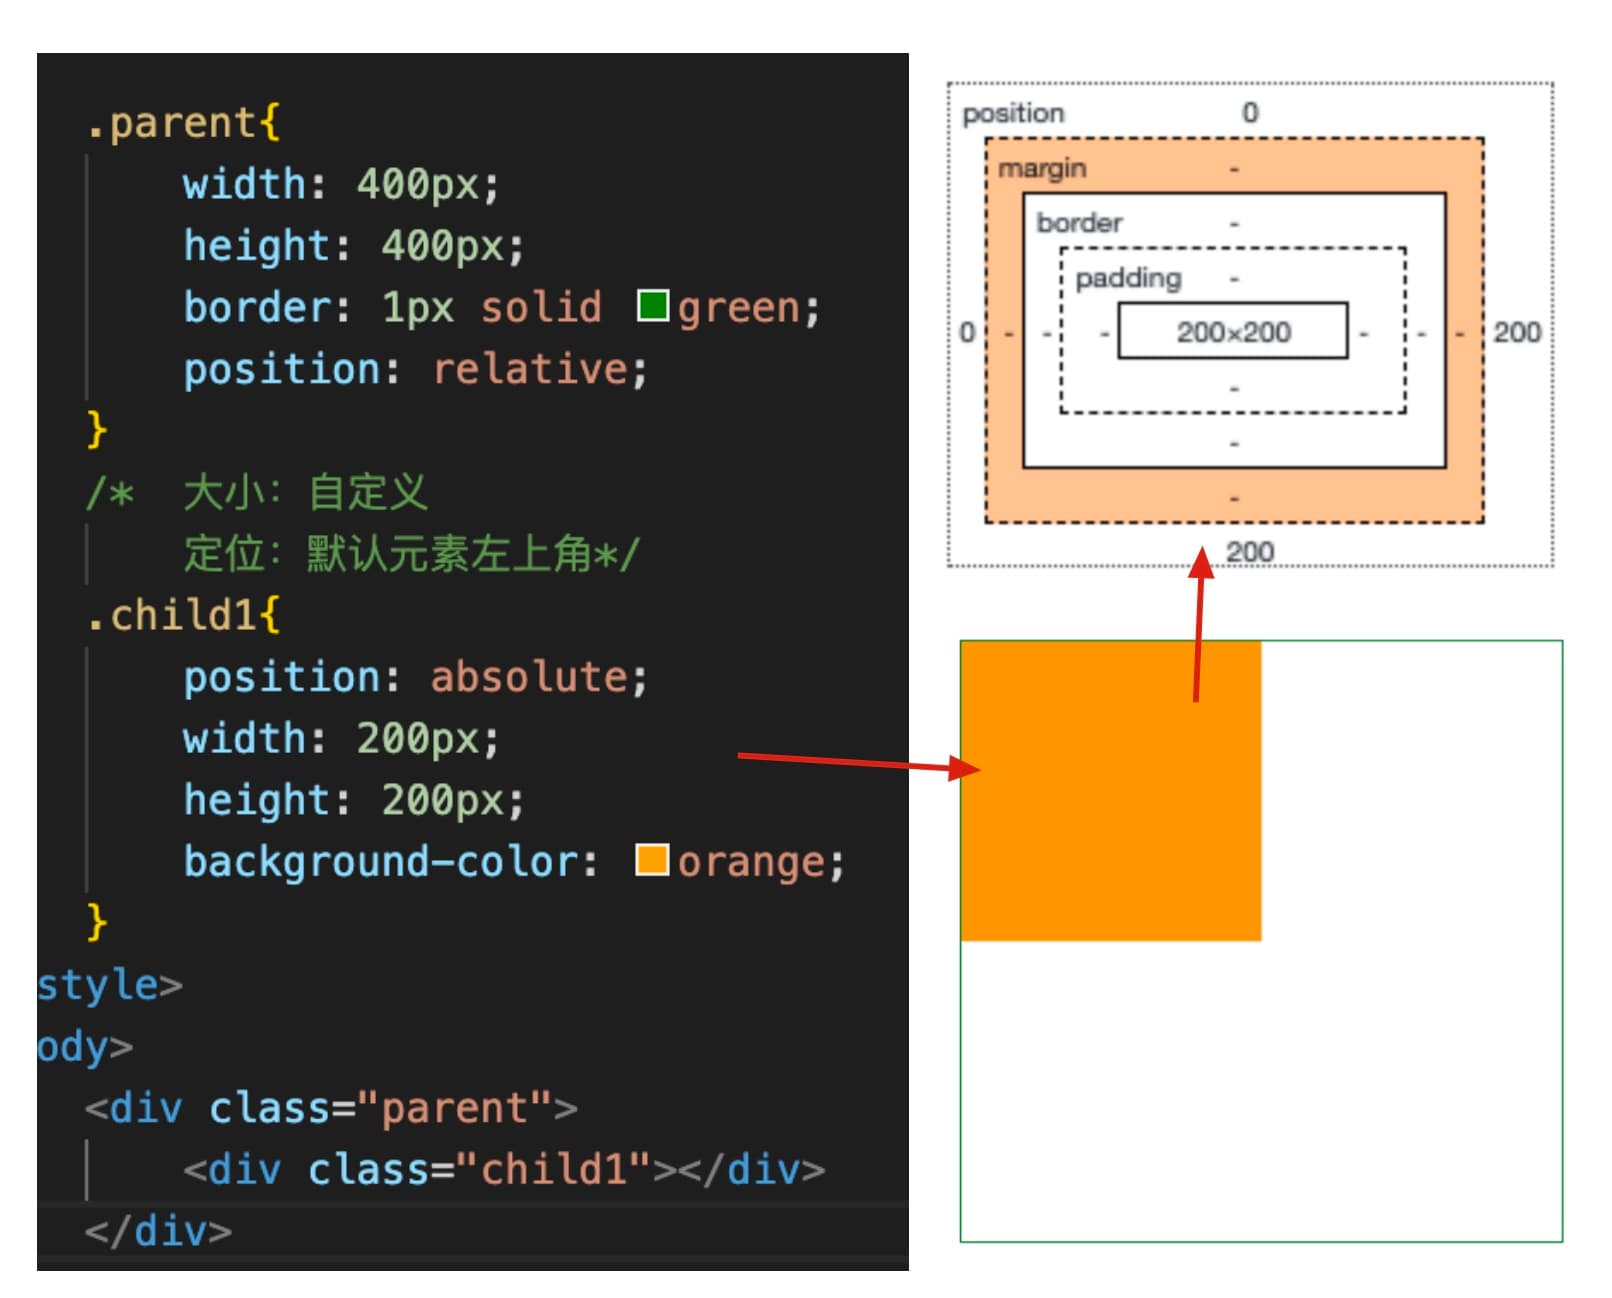 .parent{
width: 400px;
height: 400px;
border: 1px solid green;
position: relative;
}
/* 大小：自定义
定位：默认元素左上角*/
.child1{
position: absolute;
width: 200px;
height: 200px;
background-color: orange;
}
style>
ody>
<div class="parent">
<div class="child1"></div>
</div>
position 0
margin -
border -
padding -
0 - - - 200×200 - - - 200
-
-
-
200